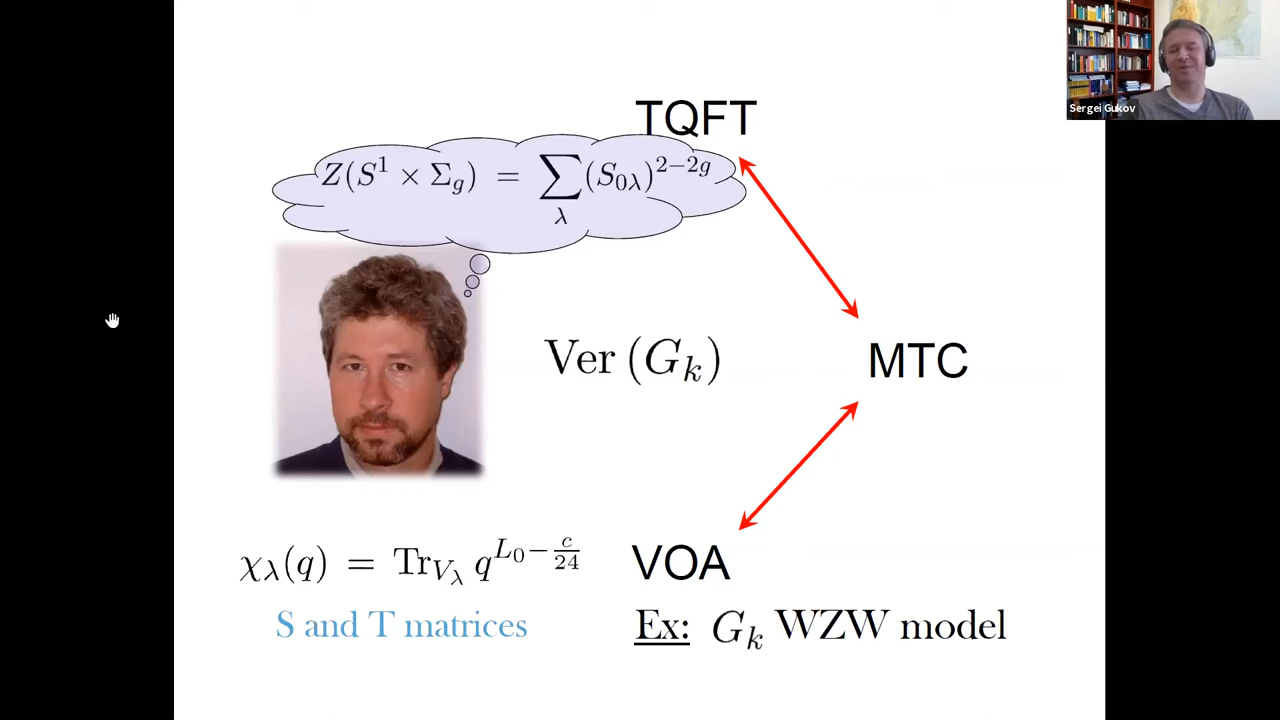 TQFT
Sergei Gukov
Z(S^1 × Σ_g) = ∑_λ (S_{0λ})^{2−2g}
Ver (G_k)
MTC
χ_λ(q) = Tr_{V_λ} q^{L_0 − c/24}
VOA
S and T matrices
Ex: G_k WZW model